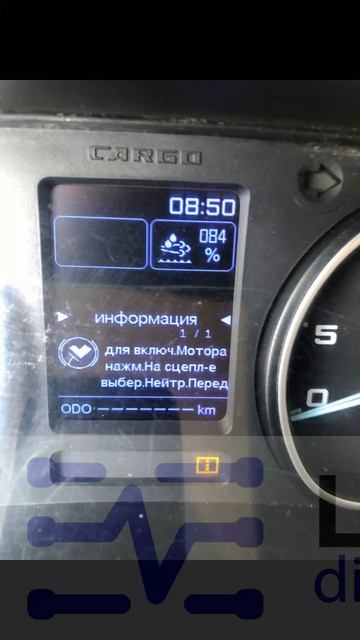 CARGO
08:50
084
%
информация
1 / 1
для включ.Мотора
нажм.На сцепл-е
выбер.Нейтр.Перед
ODO -------- km
5
0
di